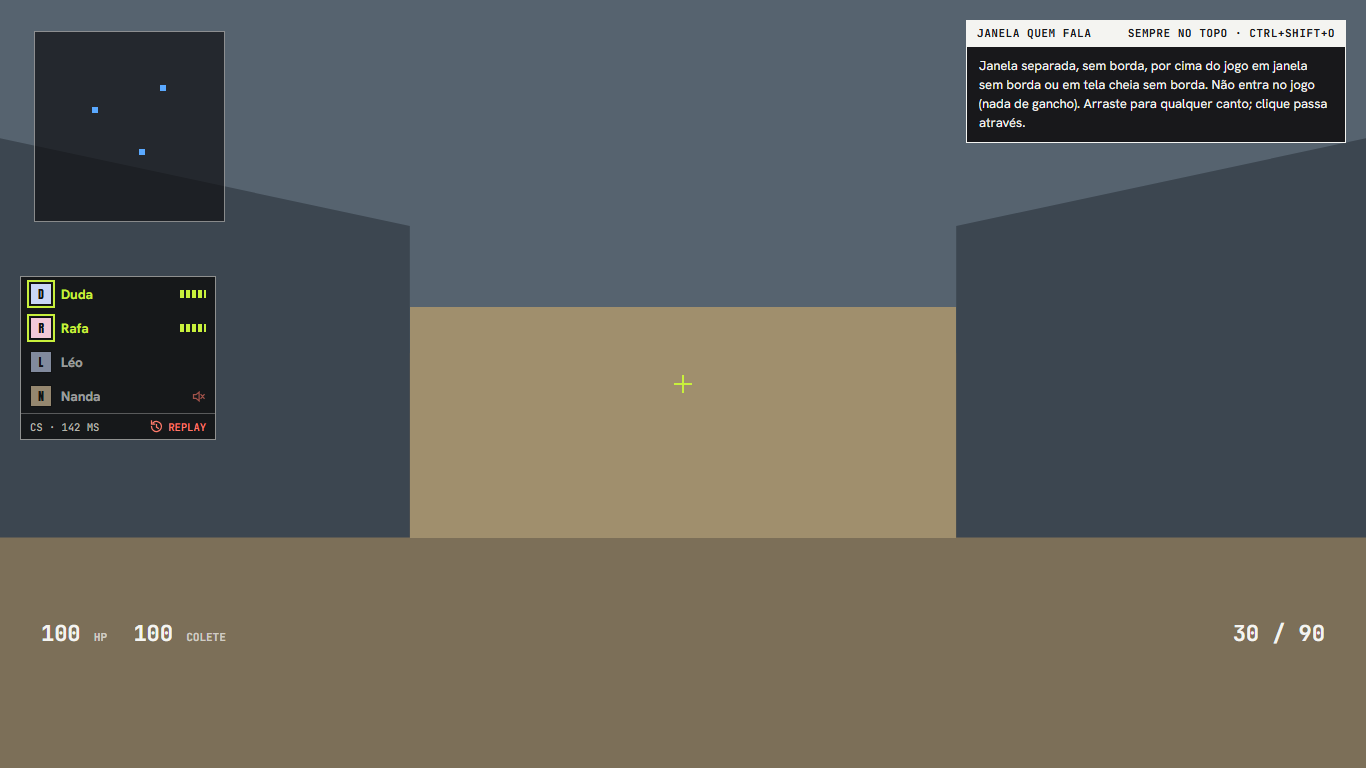 JANELA QUEM FALA SEMPRE NO TOPO · CTRL+SHIFT+O
Janela separada, sem borda, por cima do jogo em janela
sem borda ou em tela cheia sem borda. Não entra no jogo
(nada de gancho). Arraste para qualquer canto; clique passa
através.
D Duda
R Rafa
L Léo
N Nanda
CS · 142 MS REPLAY
100 HP 100 COLETE
30 / 90